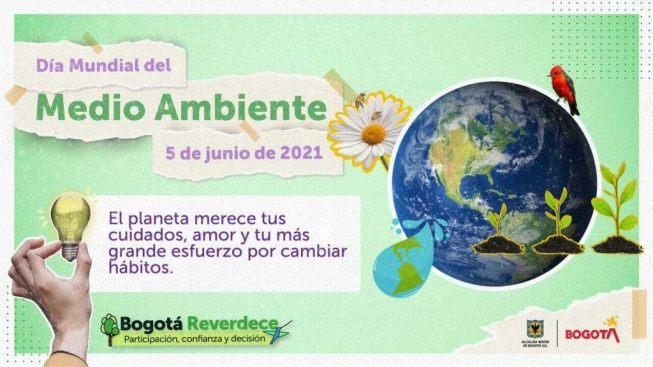 Día Mundial del
Medio Ambiente
5 de junio de 2021
El planeta merece tus
cuidados, amor y tu más
grande esfuerzo por cambiar
hábitos.
Bogotá Reverdece
Participación, confianza y decisión
ALCALDÍA MAYOR
DE BOGOTÁ D.C.
BOGOTÁ